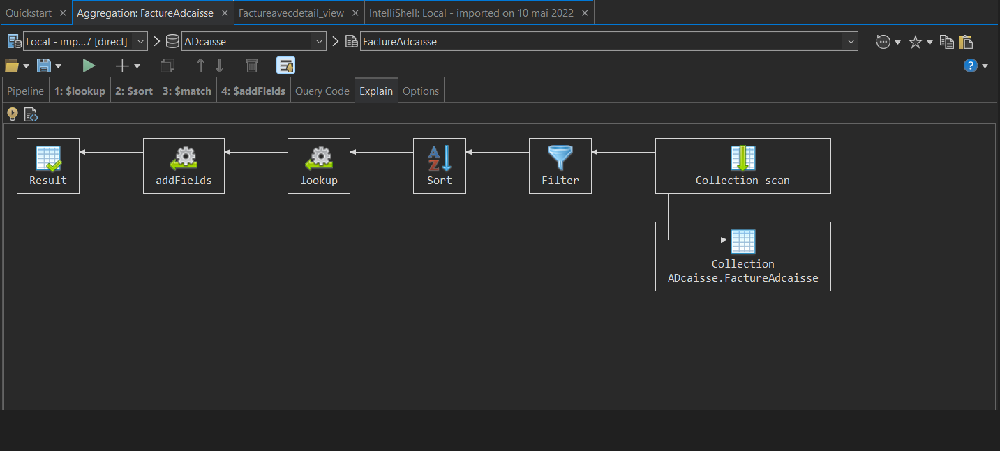 Quickstart
Aggregation: FactureAdcaisse
Factureavecdetail_view
IntelliShell: Local - imported on 10 mai 2022
Local - imp...7 [direct]
ADcaisse
FactureAdcaisse
Pipeline
1: $lookup
2: $sort
3: $match
4: $addFields
Query Code
Explain
Options
Result
addFields
lookup
Sort
Filter
Collection scan
Collection
ADcaisse.FactureAdcaisse